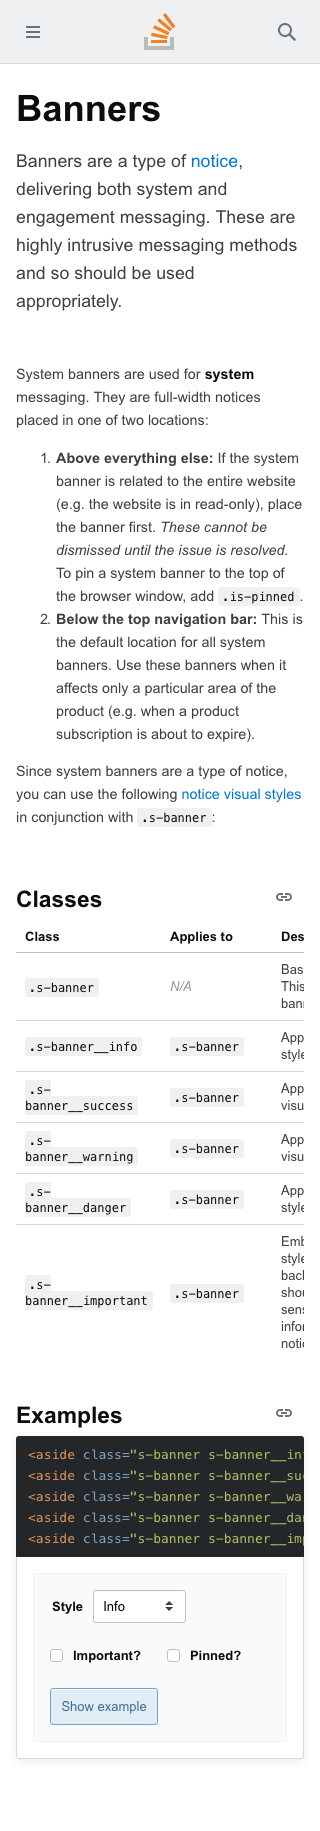 Banners
Banners are a type of notice,
delivering both system and
engagement messaging. These are
highly intrusive messaging methods
and so should be used
appropriately.
System banners are used for system
messaging. They are full-width notices
placed in one of two locations:
1. Above everything else: If the system
banner is related to the entire website
(e.g. the website is in read-only), place
the banner first. These cannot be
dismissed until the issue is resolved.
To pin a system banner to the top of
the browser window, add .is-pinned .
2. Below the top navigation bar: This is
the default location for all system
banners. Use these banners when it
affects only a particular area of the
product (e.g. when a product
subscription is about to expire).
Since system banners are a type of notice,
you can use the following notice visual styles
in conjunction with .s-banner :
Classes
Class Applies to Des
.s-banner N/A Bas
This
ban
.s-banner__info .s-banner App
style
.s-
banner__success .s-banner App
visu
.s-
banner__warning .s-banner App
visu
.s-
banner__danger .s-banner App
style
.s-
banner__important .s-banner Emb
style
back
shou
sens
infor
notic
Examples
<aside class="s-banner s-banner__in
<aside class="s-banner s-banner__su
<aside class="s-banner s-banner__wa
<aside class="s-banner s-banner__da
<aside class="s-banner s-banner__im
Style Info
Important? Pinned?
Show example